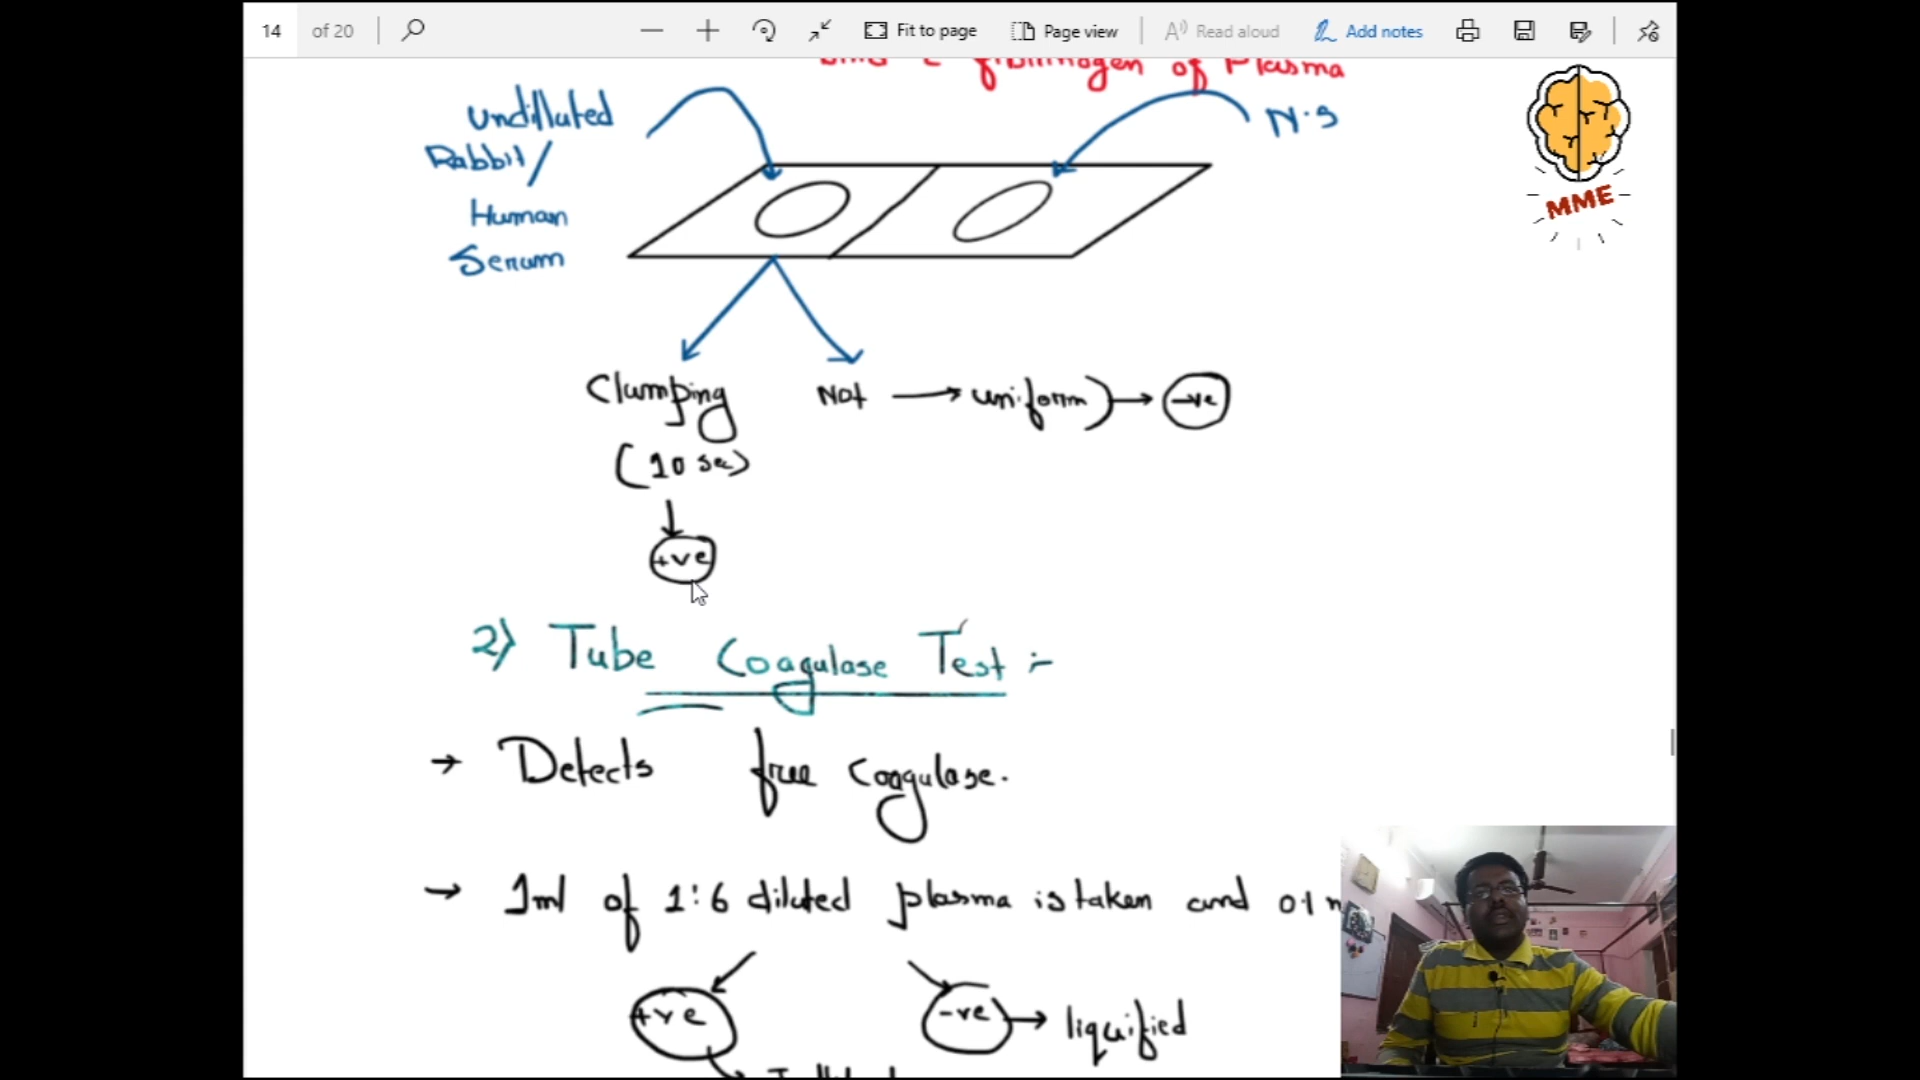 14 of 20 Fit to page Page view Read aloud Add notes
fibrinogen of Plasma
Undilluted
Rabbit/
Human
Serum
N.S
MME
Clumping
(10 sec)
+ve
Not → uniform) → -ve
2) Tube Coagulase Test :-
→ Detects free coagulase.
→ 1ml of 1:6 diluted plasma is taken and 0.1 m
+ve
-ve → liquified